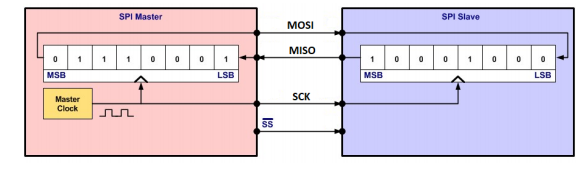 SPI Master
MOSI
SPI Slave
MISO
0 1 1 1 0 0 0 1
1 0 0 0 1 0 0 0
MSB LSB
MSB LSB
Master
Clock
SCK
SS